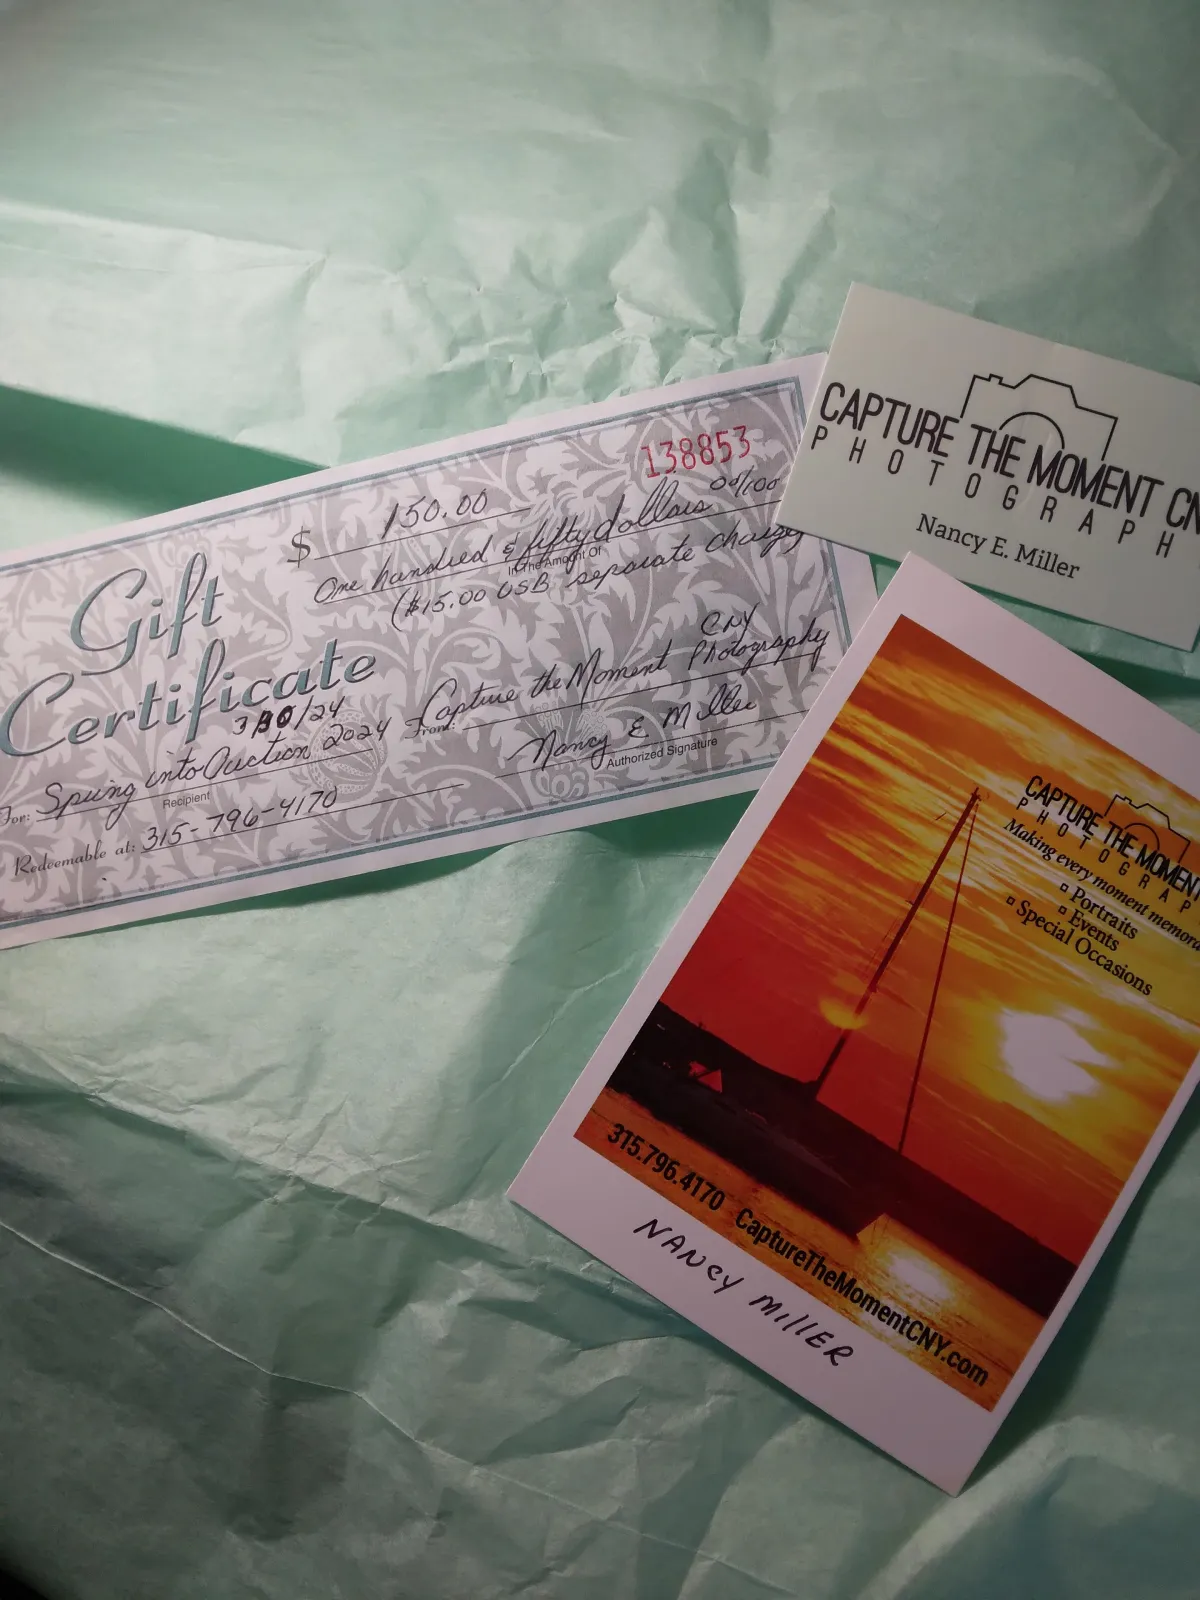 138853
$ 150.00
One hundred & fifty dollars 00/100
In The Amount Of
($15.00 USB separate charge)
Gift
Certificate
3/30/24
For: Spring into Auction 2024
Recipient
From: Capture the Moment CNY Photography
Nancy E Miller
Authorized Signature
Redeemable at: 315-796-4170
CAPTURE THE MOMENT CN
PHOTOGRAPH
Nancy E. Miller
CAPTURE THE MOMENT
PHOTOGRAP
Making every moment memora
Portraits
Events
Special Occasions
315.796.4170 CaptureTheMomentCNY.com
NANCY MILLER